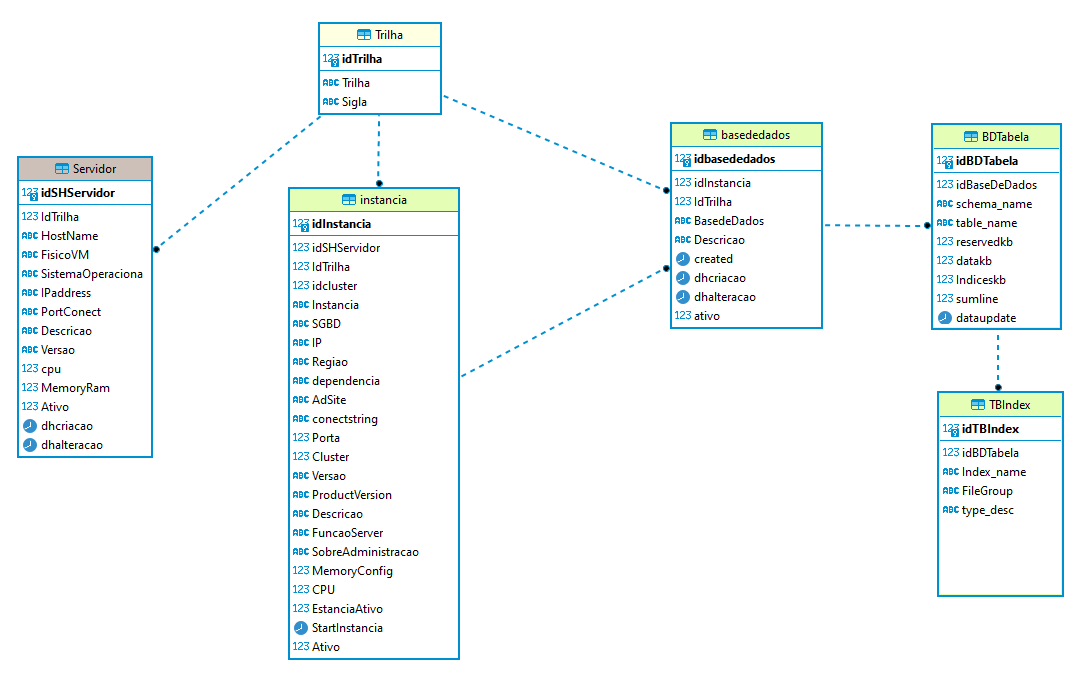 Trilha
123 idTrilha
ABC Trilha
ABC Sigla
Servidor
123 idSHServidor
123 IdTrilha
ABC HostName
ABC FisicoVM
ABC SistemaOperaciona
ABC IPaddress
ABC PortConect
ABC Descricao
ABC Versao
123 cpu
123 MemoryRam
123 Ativo
dhcriacao
dhalteracao
instancia
123 idInstancia
123 idSHServidor
123 IdTrilha
123 idcluster
ABC Instancia
ABC SGBD
ABC IP
ABC Regiao
ABC dependencia
ABC AdSite
ABC conectstring
123 Porta
123 Cluster
ABC Versao
ABC ProductVersion
ABC Descricao
ABC FuncaoServer
ABC SobreAdministracao
123 MemoryConfig
123 CPU
123 EstanciaAtivo
StartInstancia
123 Ativo
basededados
123 idbasededados
123 idInstancia
123 IdTrilha
ABC BasedeDados
ABC Descricao
created
dhcriacao
dhalteracao
123 ativo
BDTabela
123 idBDTabela
123 idBaseDeDados
ABC schema_name
ABC table_name
123 reservedkb
123 datakb
123 Indiceskb
123 sumline
dataupdate
TBIndex
123 idTBIndex
123 idBDTabela
ABC Index_name
ABC FileGroup
ABC type_desc